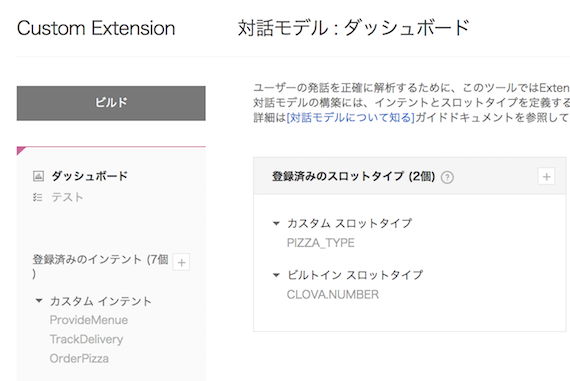 Custom Extension
対話モデル : ダッシュボード
ビルド
ダッシュボード
テスト
登録済みのインテント (7個
)
カスタム インテント
ProvideMenue
TrackDelivery
OrderPizza
ユーザーの発話を正確に解析するために、このツールではExten
対話モデルの構築には、インテントとスロットタイプを定義する
詳細は[対話モデルについて知る]ガイドドキュメントを参照して
登録済みのスロットタイプ (2個) ?
カスタム スロットタイプ
PIZZA_TYPE
ビルトイン スロットタイプ
CLOVA.NUMBER